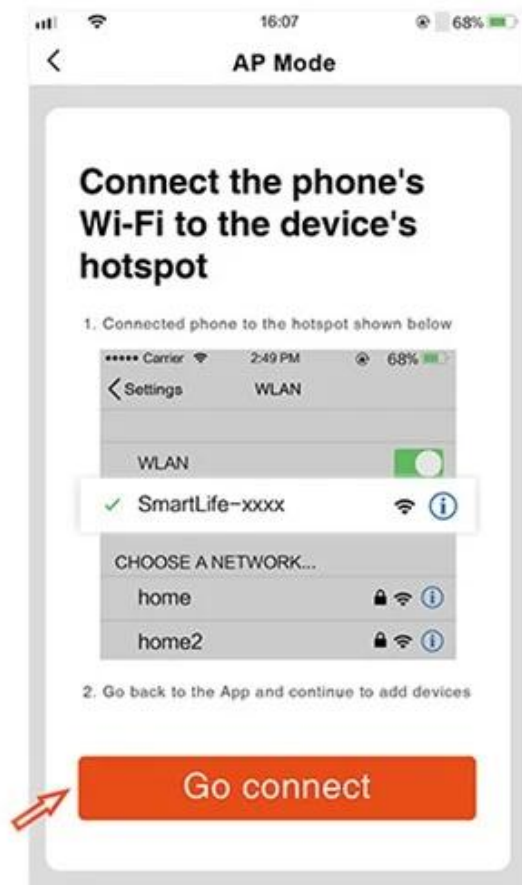 16:07 68%
AP Mode
Connect the phone's
Wi-Fi to the device's
hotspot
1. Connected phone to the hotspot shown below
Carrier 2:49 PM 68%
Settings WLAN
WLAN
SmartLife-xxxx
CHOOSE A NETWORK...
home
home2
2. Go back to the App and continue to add devices
Go connect